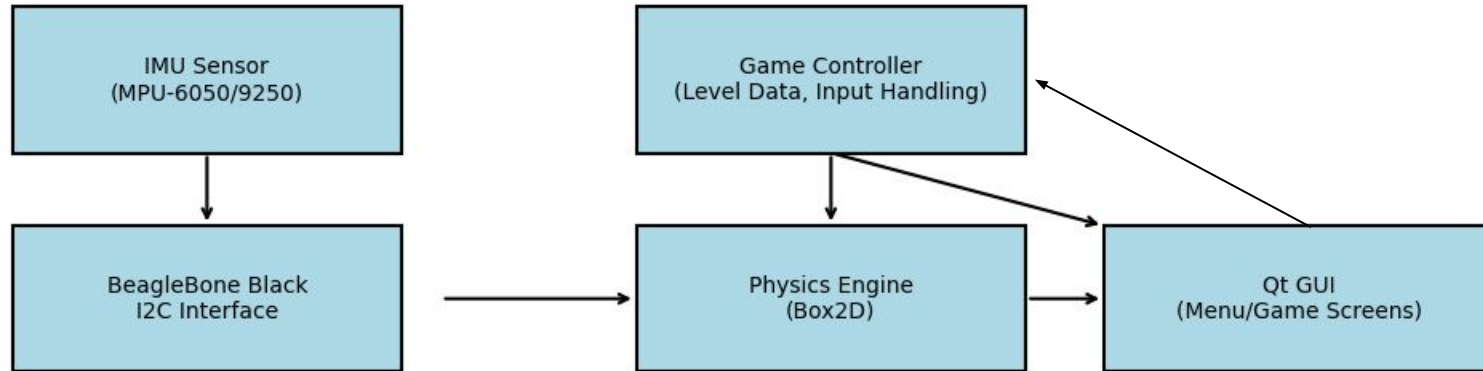 IMU Sensor
(MPU-6050/9250)
Game Controller
(Level Data, Input Handling)
BeagleBone Black
I2C Interface
Physics Engine
(Box2D)
Qt GUI
(Menu/Game Screens)